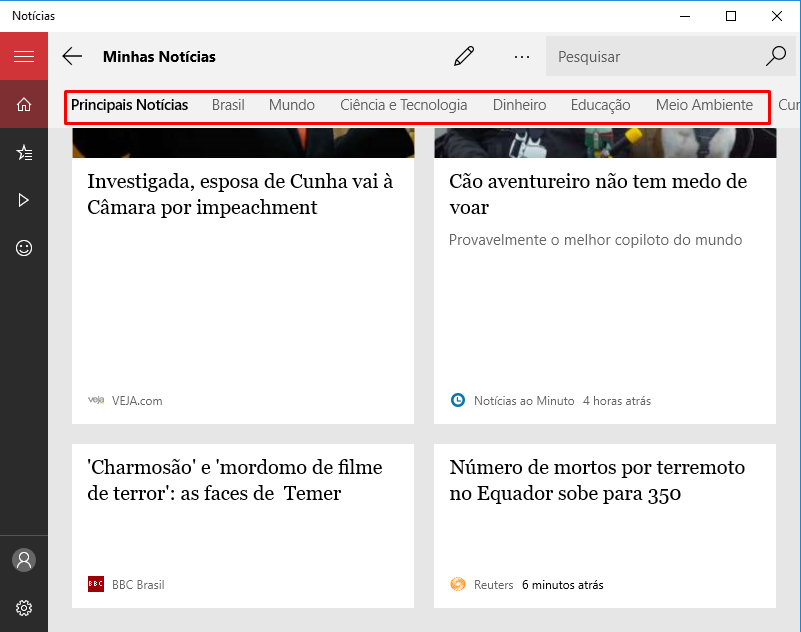 Notícias
Minhas Notícias
Pesquisar
Principais Notícias Brasil Mundo Ciência e Tecnologia Dinheiro Educação Meio Ambiente Cur
Investigada, esposa de Cunha vai à
Câmara por impeachment
veja VEJA.com
Cão aventureiro não tem medo de
voar
Provavelmente o melhor copiloto do mundo
Notícias ao Minuto 4 horas atrás
'Charmosão' e 'mordomo de filme
de terror': as faces de Temer
BBC BBC Brasil
Número de mortos por terremoto
no Equador sobe para 350
Reuters 6 minutos atrás